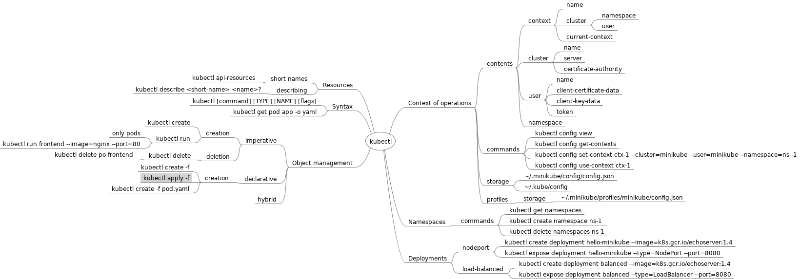 kubectl
Resources
short names
kubectl api-resources
describing
kubectl describe <short-name> <name>?
Syntax
kubectl [command] [TYPE] [NAME] [flags]
kubectl get pod app -o yaml
Object management
imperative
creation
kubectl create
kubectl run
only pods
kubectl run frontend --image=nginx --port=80
deletion
kubectl delete
kubectl delete po frontend
declarative
creation
kubectl create -f
kubectl apply -f
kubectl create -f pod.yaml
hybrid
Context of operations
contents
context
name
cluster
namespace
user
current-context
cluster
name
server
certificate-authority
user
name
client-certificate-data
client-key-data
token
namespace
commands
kubectl config view
kubectl config get-contexts
kubectl config set-context ctx-1 --cluster=minikube --user=minikube --namespace=ns-1
kubectl config use-context ctx-1
storage
~/.minikube/config/config.json
~/.kube/config
profiles
storage
~/.minikube/profiles/minikube/config.json
Namespaces
commands
kubectl get namespaces
kubectl create namespace ns-1
kubectl delete namespaces ns-1
Deployments
nodeport
kubectl create deployment hello-minikube --image=k8s.gcr.io/echoserver:1.4
kubectl expose deployment hello-minikube --type=NodePort --port=8080
load-balanced
kubectl create deployment balanced --image=k8s.gcr.io/echoserver:1.4
kubectl expose deployment balanced --type=LoadBalancer --port=8080